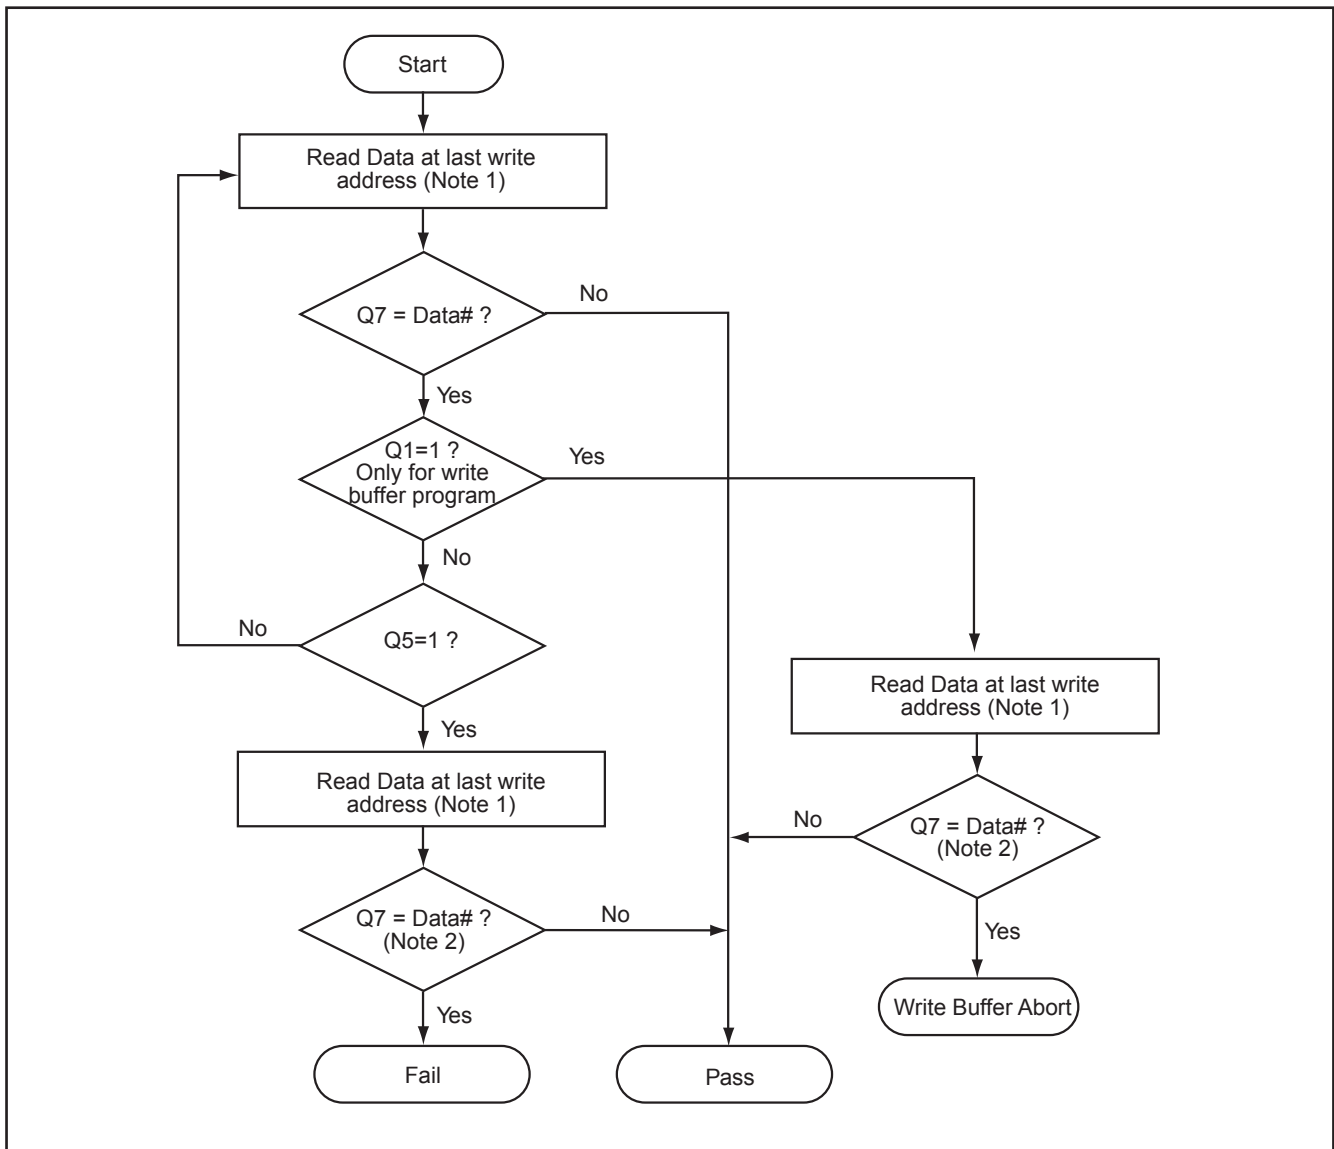 Start
Read Data at last write
address (Note 1)
Q7 = Data# ?
No
Yes
Q1=1 ?
Only for write
buffer program
Yes
No
Q5=1 ?
No
Yes
Read Data at last write
address (Note 1)
Read Data at last write
address (Note 1)
Q7 = Data# ?
(Note 2)
No
Yes
Q7 = Data# ?
(Note 2)
No
Yes
Write Buffer Abort
Fail
Pass